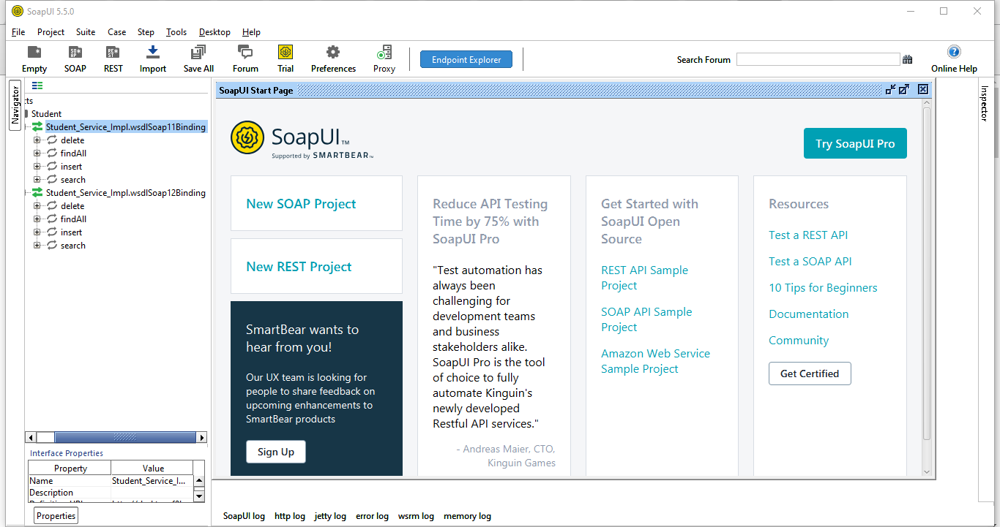 SoapUI 5.5.0
File Project Suite Case Step Tools Desktop Help
Empty SOAP REST Import Save All Forum Trial Preferences Proxy
Endpoint Explorer
Search Forum
Online Help
Navigator
Student
Student_Service_Impl.wsdlSoap11Binding
delete
findAll
insert
search
Student_Service_Impl.wsdlSoap12Binding
delete
findAll
insert
search
Interface Properties
Property Value
Name Student_Service_I...
Description
Properties
SoapUI Start Page
SoapUI™
Supported by SMARTBEAR™
Try SoapUI Pro
New SOAP Project
New REST Project
SmartBear wants to
hear from you!
Our UX team is looking for
people to share feedback on
upcoming enhancements to
SmartBear products
Sign Up
Reduce API Testing
Time by 75% with
SoapUI Pro
"Test automation has
always been
challenging for
development teams
and business
stakeholders alike.
SoapUI Pro is the tool
of choice to fully
automate Kinguin's
newly developed
Restful API services."
- Andreas Maier, CTO,
Kinguin Games
Get Started with
SoapUI Open
Source
REST API Sample
Project
SOAP API Sample
Project
Amazon Web Service
Sample Project
Resources
Test a REST API
Test a SOAP API
10 Tips for Beginners
Documentation
Community
Get Certified
Inspector
SoapUI log http log jetty log error log wsrm log memory log